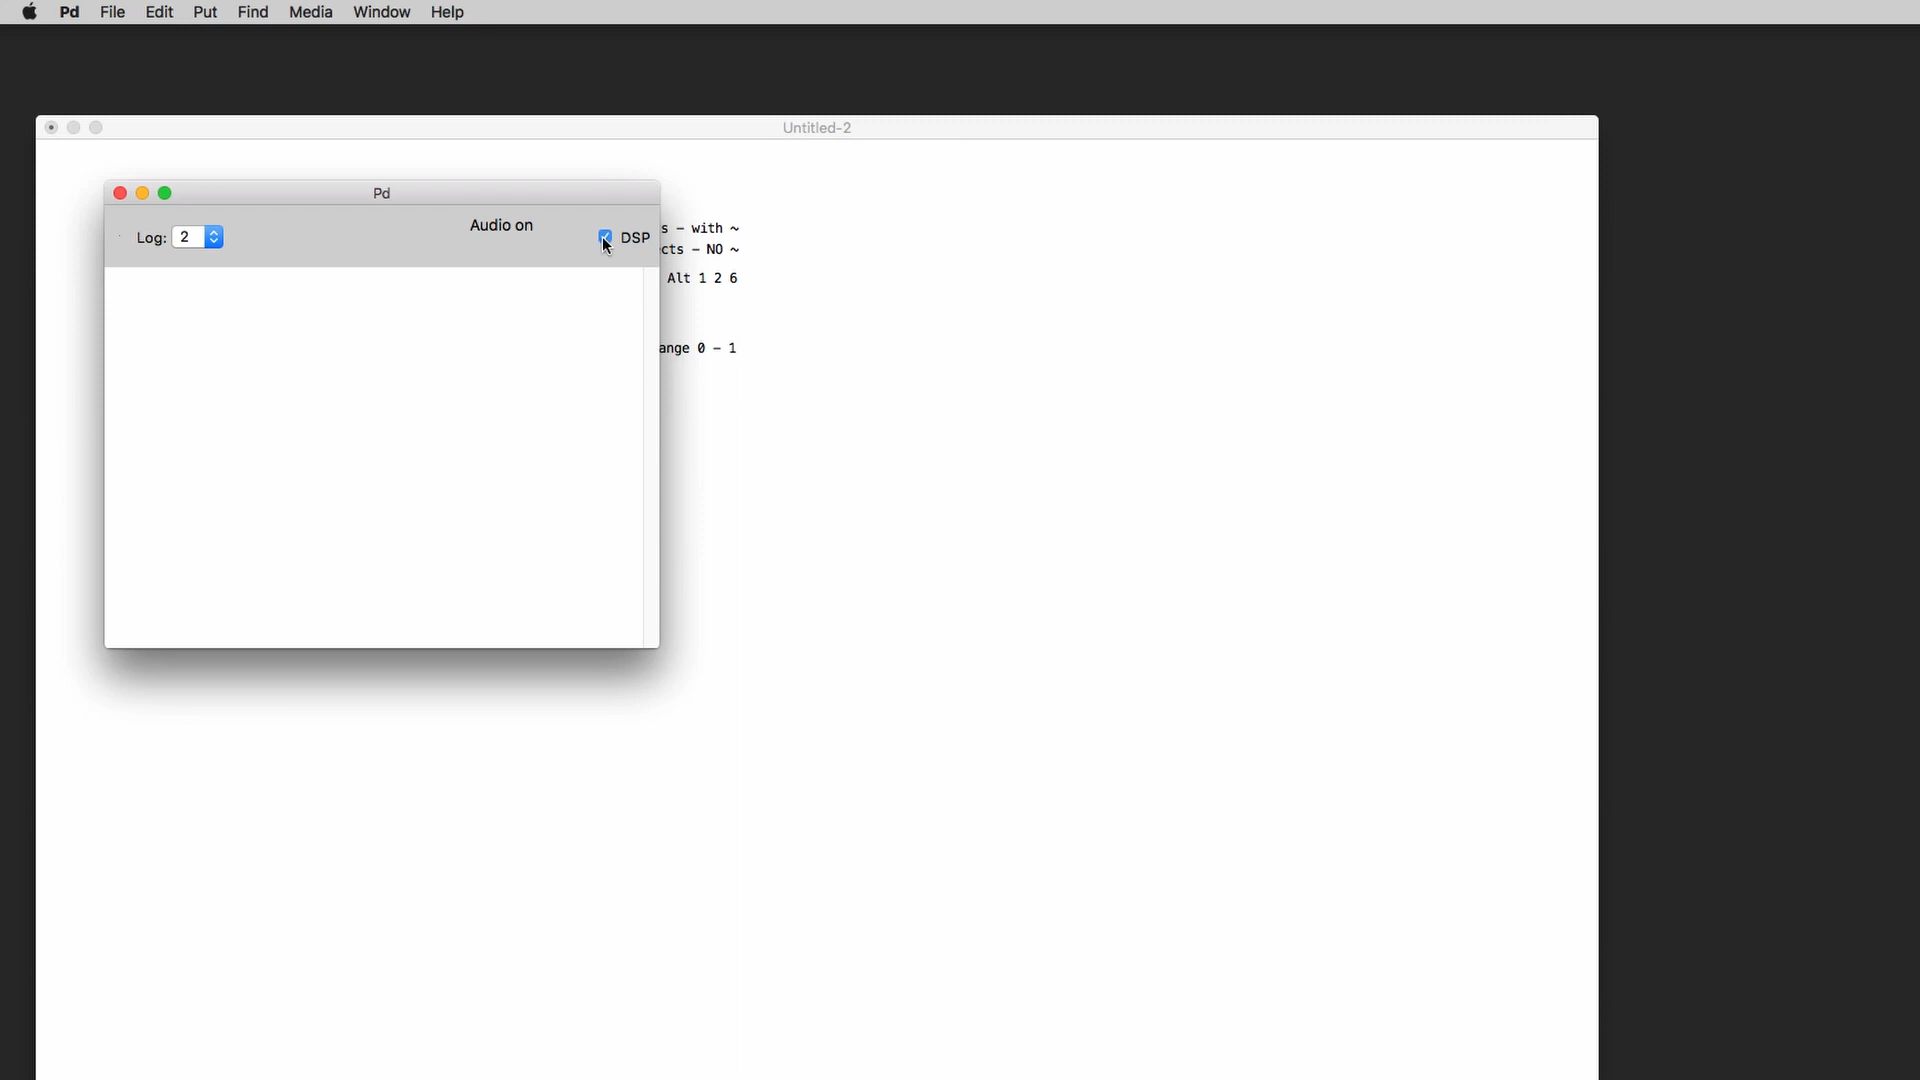 Pd File Edit Put Find Media Window Help
Untitled-2
Pd
Audio on
Log: 2 DSP
s - with ~
cts - NO ~
Alt 1 2 6
ange 0 - 1